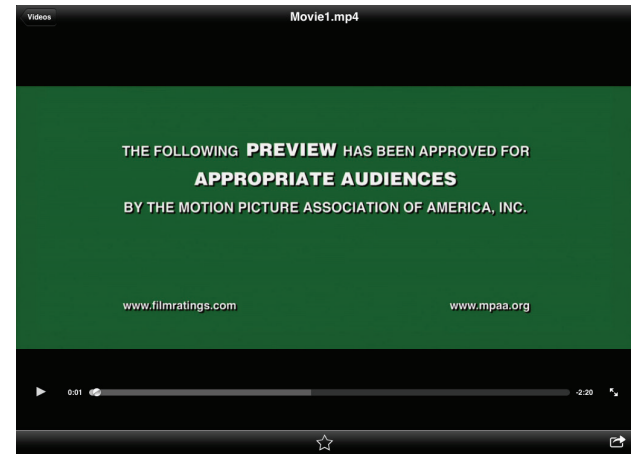 Videos
Movie1.mp4
THE FOLLOWING PREVIEW HAS BEEN APPROVED FOR
APPROPRIATE AUDIENCES
BY THE MOTION PICTURE ASSOCIATION OF AMERICA, INC.
www.filmratings.com www.mpaa.org
0:01 -2:20